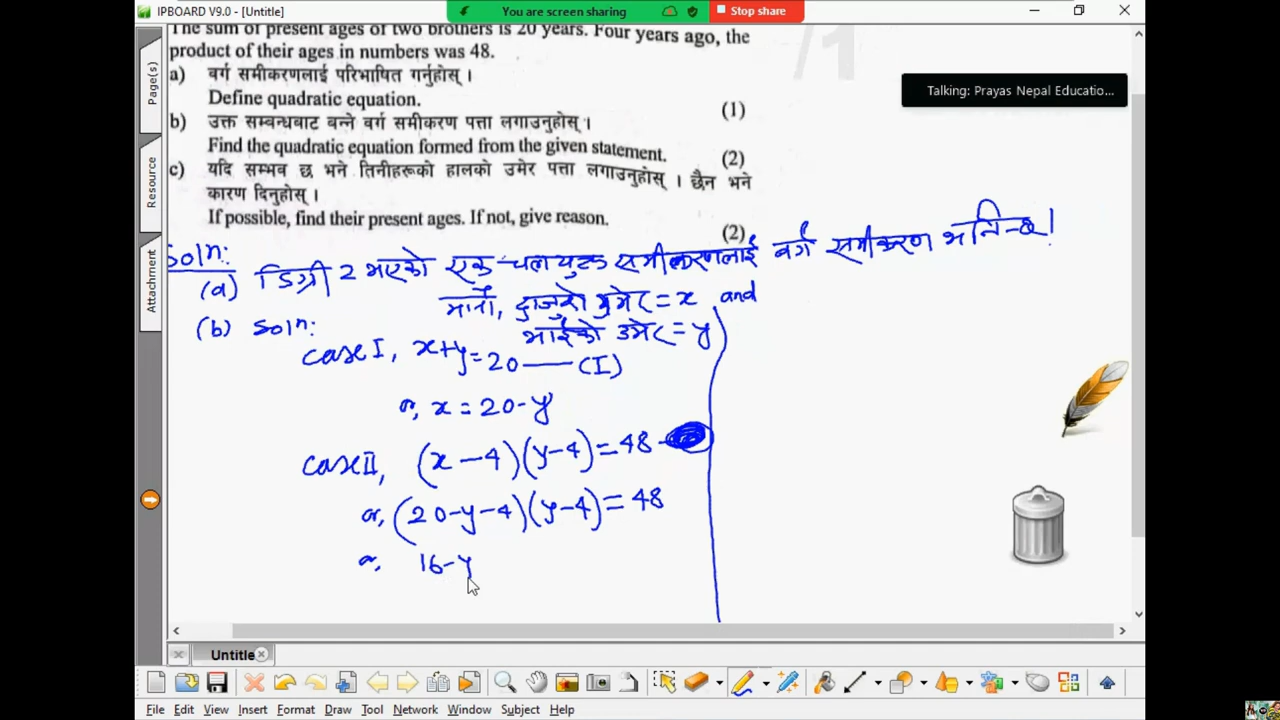 IPBOARD V9.0 - [Untitle]
You are screen sharing
Stop share
The sum of present ages of two brothers is 20 years. Four years ago, the
product of their ages in numbers was 48.
Talking: Prayas Nepal Educatio...
a) वर्ग समीकरणलाई परिभाषित गर्नुहोस् ।
Define quadratic equation. (1)
b) उक्त सम्बन्धबाट बन्ने वर्ग समीकरण पत्ता लगाउनुहोस् ।
Find the quadratic equation formed from the given statement. (2)
c) यदि सम्भव छ भने तिनीहरूको हालको उमेर पत्ता लगाउनुहोस् । छैन भने
कारण दिनुहोस् ।
If possible, find their present ages. If not, give reason. (2)
Soln:
(a) डिग्री 2 भएको एक चलयुक्त समीकरणलाई वर्ग समीकरण भनिन्छ ।
(b) Soln: मानौं, दाजुको उमेर = x and
भाईको उमेर = y
case I, x+y=20 — (I)
or, x = 20-y
case II, (x-4)(y-4)=48
or, (20-y-4)(y-4)=48
or, 16-y
Page(s)
Resource
Attachment
Untitle
File Edit View Insert Format Draw Tool Network Window Subject Help